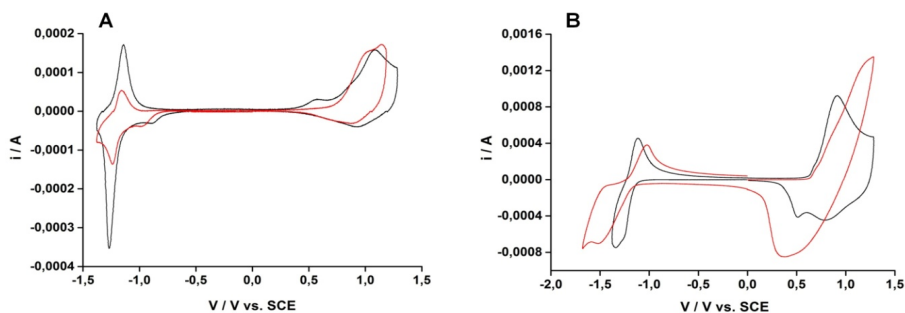 A
0,0002
0,0001
0,0000
-0,0001
-0,0002
-0,0003
-0,0004
i / A
-1,5 -1,0 -0,5 0,0 0,5 1,0 1,5
V / V vs. SCE
B
0,0016
0,0012
0,0008
0,0004
0,0000
-0,0004
-0,0008
i / A
-2,0 -1,5 -1,0 -0,5 0,0 0,5 1,0 1,5
V / V vs. SCE